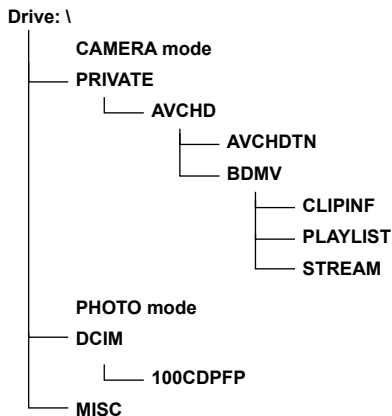 Drive: \
CAMERA mode
PRIVATE
AVCHD
AVCHDTN
BDMV
CLIPINF
PLAYLIST
STREAM
PHOTO mode
DCIM
100CDPFP
MISC